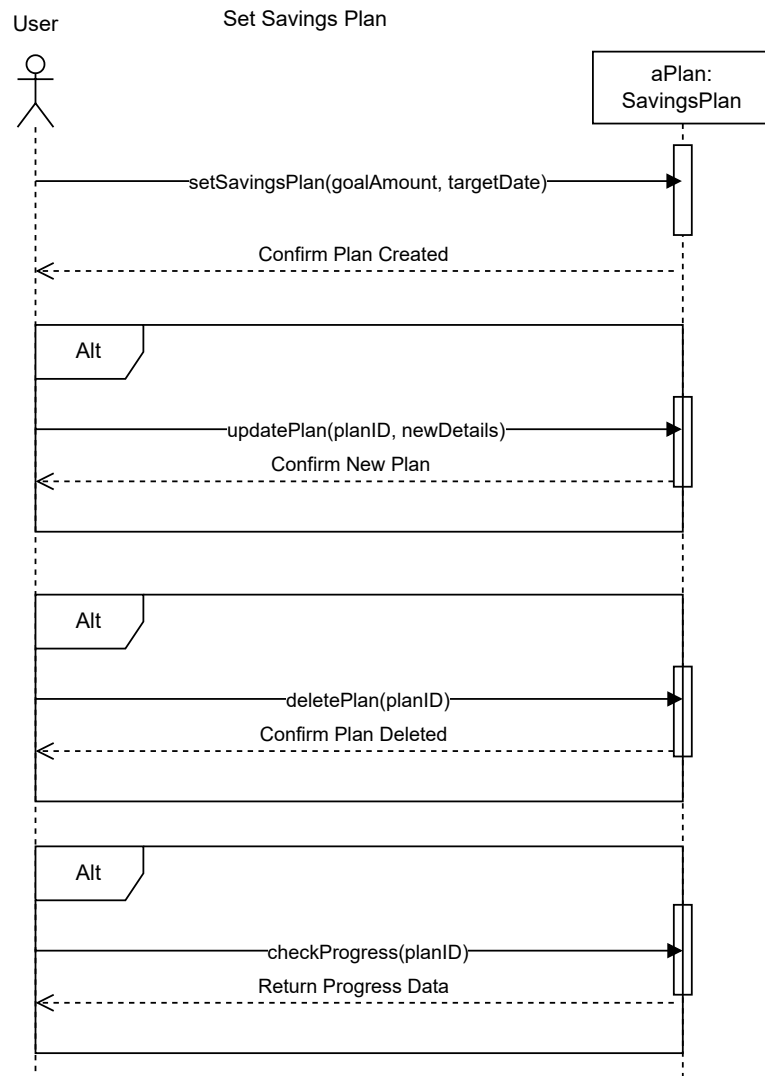 User
Set Savings Plan
aPlan:
SavingsPlan
setSavingsPlan(goalAmount, targetDate)
Confirm Plan Created
Alt
updatePlan(planID, newDetails)
Confirm New Plan
Alt
deletePlan(planID)
Confirm Plan Deleted
Alt
checkProgress(planID)
Return Progress Data